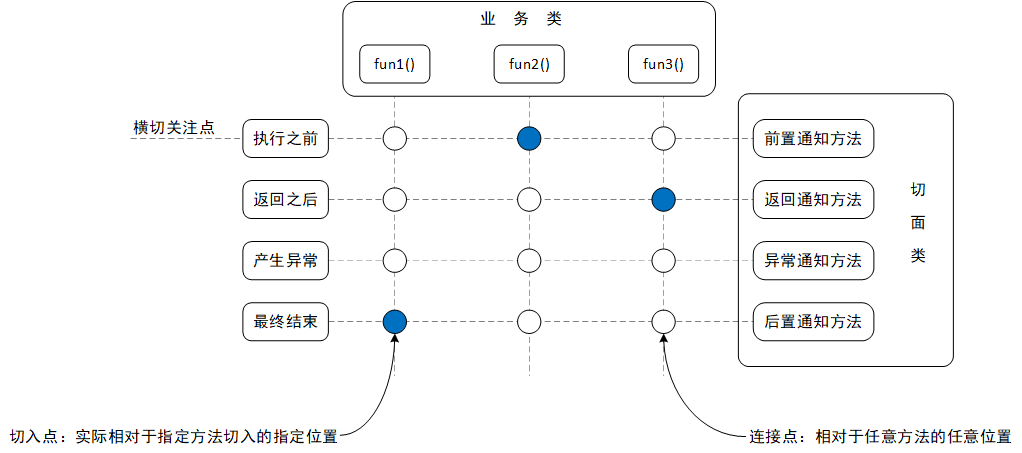 业 务 类
fun1()
fun2()
fun3()
横切关注点
执行之前
前置通知方法
返回之后
返回通知方法
产生异常
异常通知方法
最终结束
后置通知方法
切
面
类
切入点：实际相对于指定方法切入的指定位置
连接点：相对于任意方法的任意位置